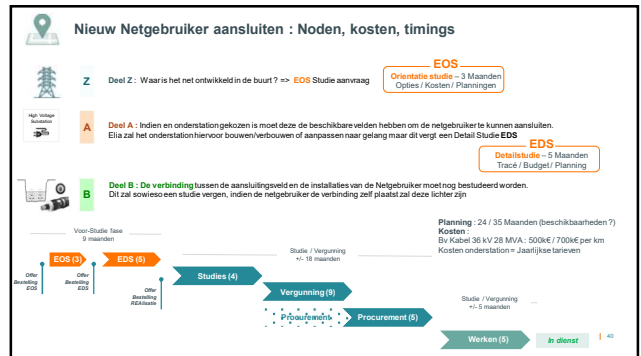 Nieuw Netgebruiker aansluiten : Noden, kosten, timings
EOS
Orientatie studie – 3 Maanden
Opties / Kosten / Planningen
Z
Deel Z : Waar is het net ontwikkeld in de buurt ? => EOS Studie aanvraag
High Voltage
Substation
A
Deel A : Indien en onderstation gekozen is moet deze de beschikbare velden hebben om de netgebruiker te kunnen aansluiten.
Elia zal het onderstation hiervoor bouwen/verbouwen of aanpassen naar gelang maar dit vergt een Detail Studie EDS
EDS
Detailstudie – 5 Maanden
Tracé / Budget / Planning
B
Deel B : De verbinding tussen de aansluitingsveld en de installaties van de Netgebruiker moet nog bestudeerd worden.
Dit zal sowieso een studie vergen, indien de netgebruiker de verbinding zelf plaatst zal deze lichter zijn
Planning : 24 / 35 Maanden (beschikbaarheden ?)
Kosten :
Bv Kabel 36 kV 28 MVA : 500k€ / 700k€ per km
Kosten onderstation = Jaarlijkse tarieven
Voor-Studie fase
9 maanden
Studie / Vergunning
+/- 18 maanden
EOS (3)
EDS (5)
Offer
Bestelling
EOS
Offer
Bestelling
EDS
Offer
Bestelling
REAlisatie
Studies (4)
Vergunning (9)
Procurement
Procurement (5)
Studie / Vergunning
+/- 5 maanden
Werken (5)
In dienst
40